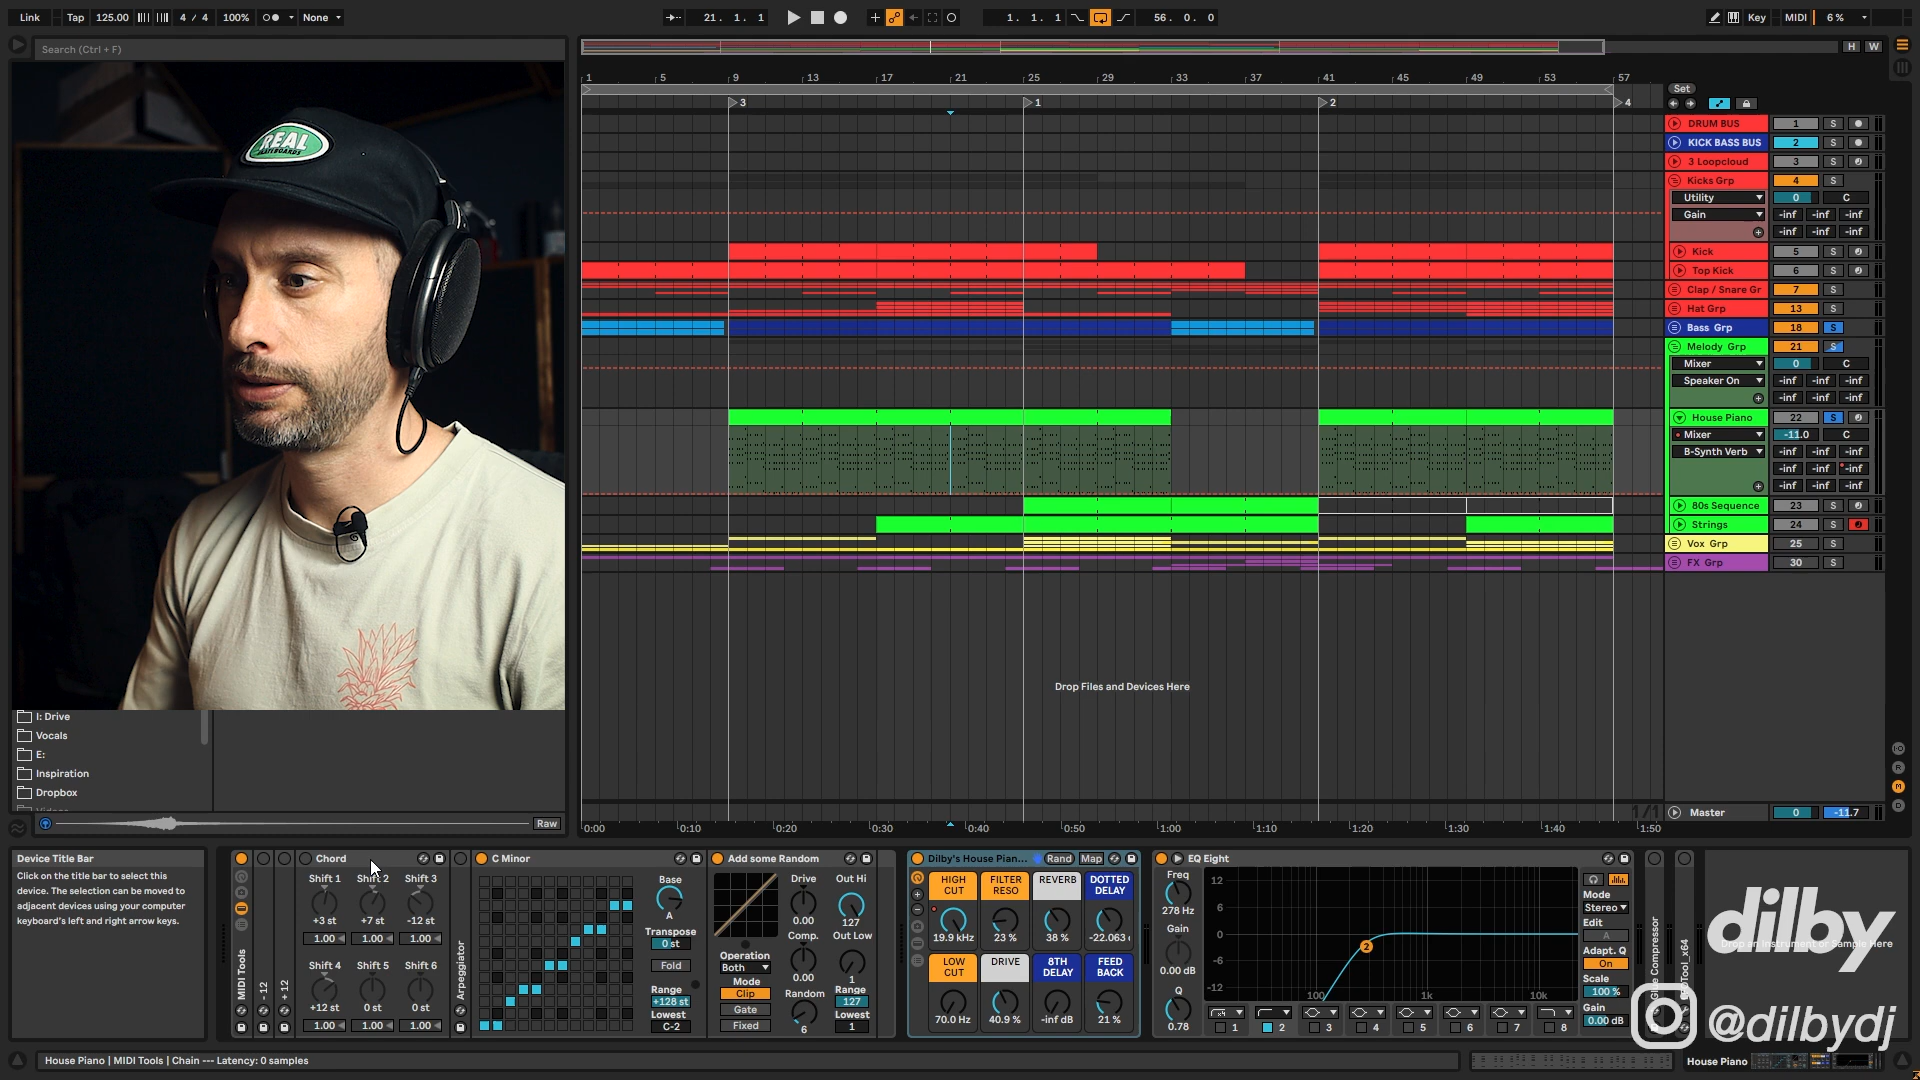 Link Tap 125.00 4 / 4 100% None 21. 1. 1 1. 1. 1 56. 0. 0 Key MIDI 6 %
Search (Ctrl + F)
H W
1 5 9 13 17 21 25 29 33 37 41 45 49 53 57
Set
3 1 2 4
REAL
SKATEBOARDS
DRUM BUS 1 S
KICK BASS BUS 2 S
3 Loopcloud 3 S
Kicks Grp 4 S
Utility 0 C
Gain -inf -inf -inf
-inf -inf -inf
Kick 5 S
Top Kick 6 S
Clap / Snare Gr 7 S
Hat Grp 13 S
Bass Grp 18 S
Melody Grp 21 S
Mixer 0 C
Speaker On -inf -inf -inf
-inf -inf -inf
House Piano 22 S
Mixer -11.0 C
B-Synth Verb -inf -inf -inf
-inf -inf -inf
-inf -inf -inf
80s Sequence 23 S
Strings 24 S
Vox Grp 25 S
FX Grp 30 S
Drop Files and Devices Here
I: Drive
Vocals
E:
Inspiration
Dropbox
Raw
1/1
Master 0 -11.7
0:00 0:10 0:20 0:30 0:40 0:50 1:00 1:10 1:20 1:30 1:40 1:50
Device Title Bar
Click on the title bar to select this
device. The selection can be moved to
adjacent devices using your computer
keyboard's left and right arrow keys.
MIDI Tools
- 12
+ 12
Chord
Shift 1 Shift 2 Shift 3
+3 st +7 st -12 st
1.00 1.00 1.00
Shift 4 Shift 5 Shift 6
+12 st 0 st 0 st
1.00 1.00 1.00
Arpeggiator
C Minor
Base
A
Transpose
0 st
Fold
Range
+128 st
Lowest
C-2
Add some Random
Drive Out Hi
0.00 127
Comp. Out Low
0.00 1
Operation
Both
Mode
Clip
Gate
Fixed
Random
6
Range
127
Lowest
1
Dilby's House Pian... Rand Map
HIGH CUT FILTER RESO REVERB DOTTED DELAY
19.9 kHz 23 % 38 % -22.063
LOW CUT DRIVE 8TH DELAY FEED BACK
70.0 Hz 40.9 % -inf dB 21 %
EQ Eight
Freq
278 Hz
Gain
0.00 dB
Q
0.78
12
6
0
-6
-12
100 1k 10k
2
1 2 3 4 5 6 7 8
Mode
Stereo
Edit
A
Adapt. Q
On
Scale
100 %
Gain
0.00 dB
dilby
@dilbydj
House Piano | MIDI Tools | Chain --- Latency: 0 samples
House Piano